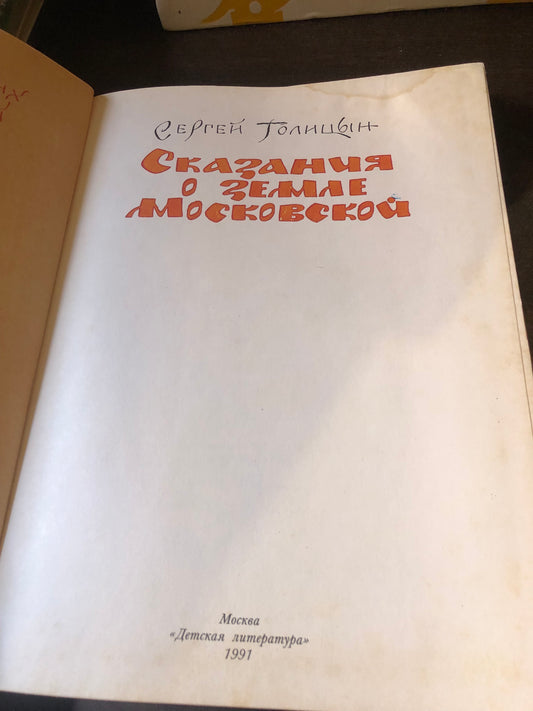 Сергей Голицын
Сказания
о земле
Московской
Москва
«Детская литература»
1991